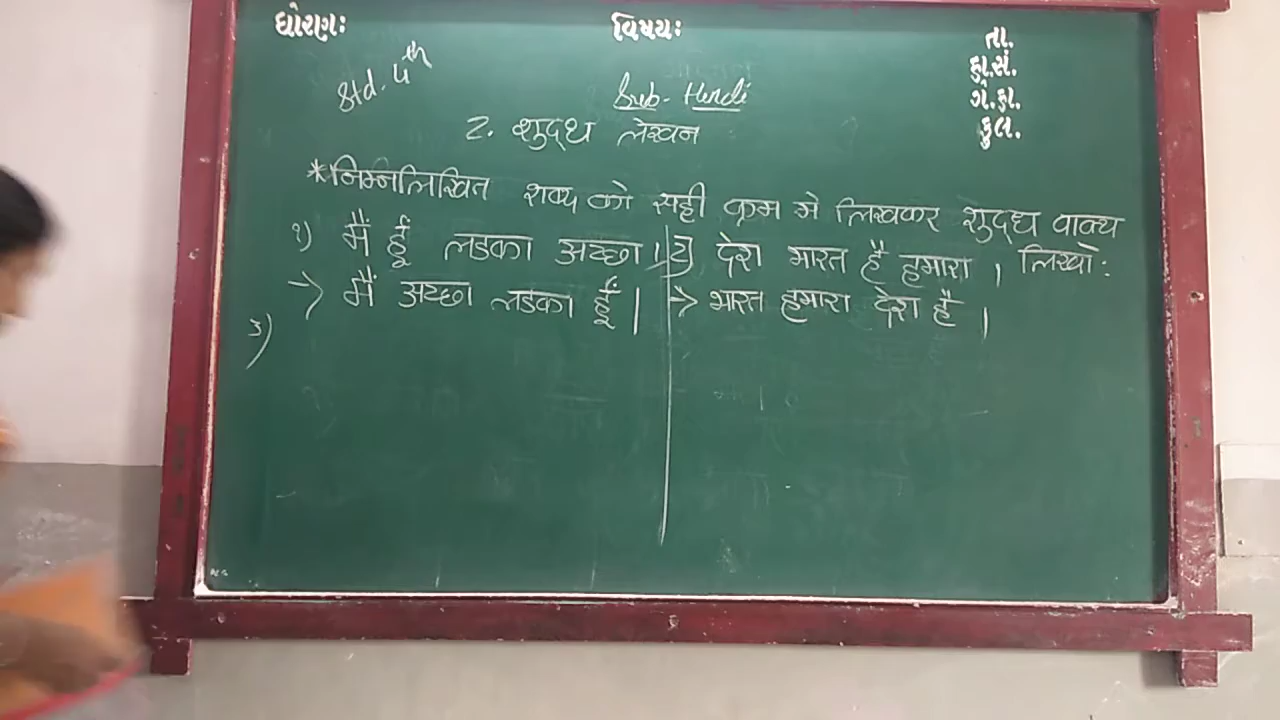 ધોરણઃ
વિષયઃ
તા.
ક્રા.સં.
ગે.હા.
કુલ.
Std. 4th
Sub- Hindi
2. शुद्ध लेखन
*निम्नलिखित शब्द को सही क्रम मे लिखकर शुद्ध वाक्य लिखो:
१) मैं हूँ लडका अच्छा।
→ मैं अच्छा लडका हूँ।
२) देश भारत है हमारा ।
→ भारत हमारा देश है ।
३)